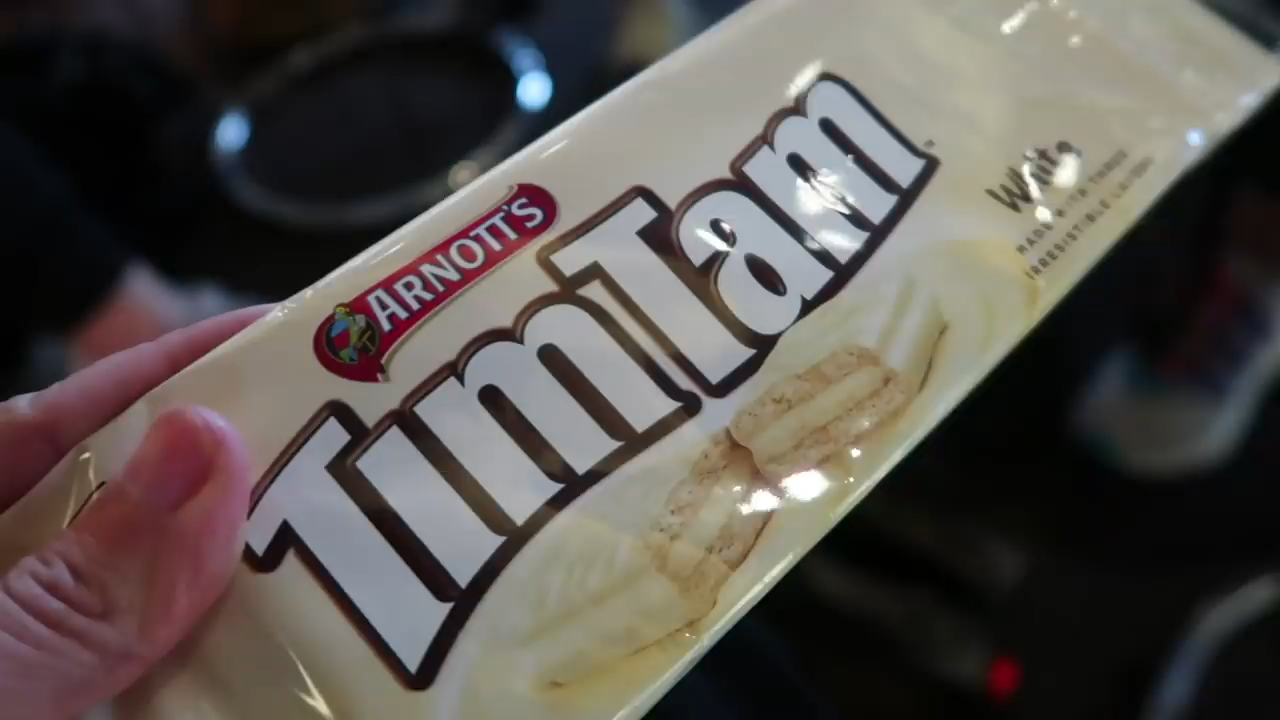 ARNOTT'S
TimTam
White
MADE WITH THREE
IRRESISTIBLE LAYERS